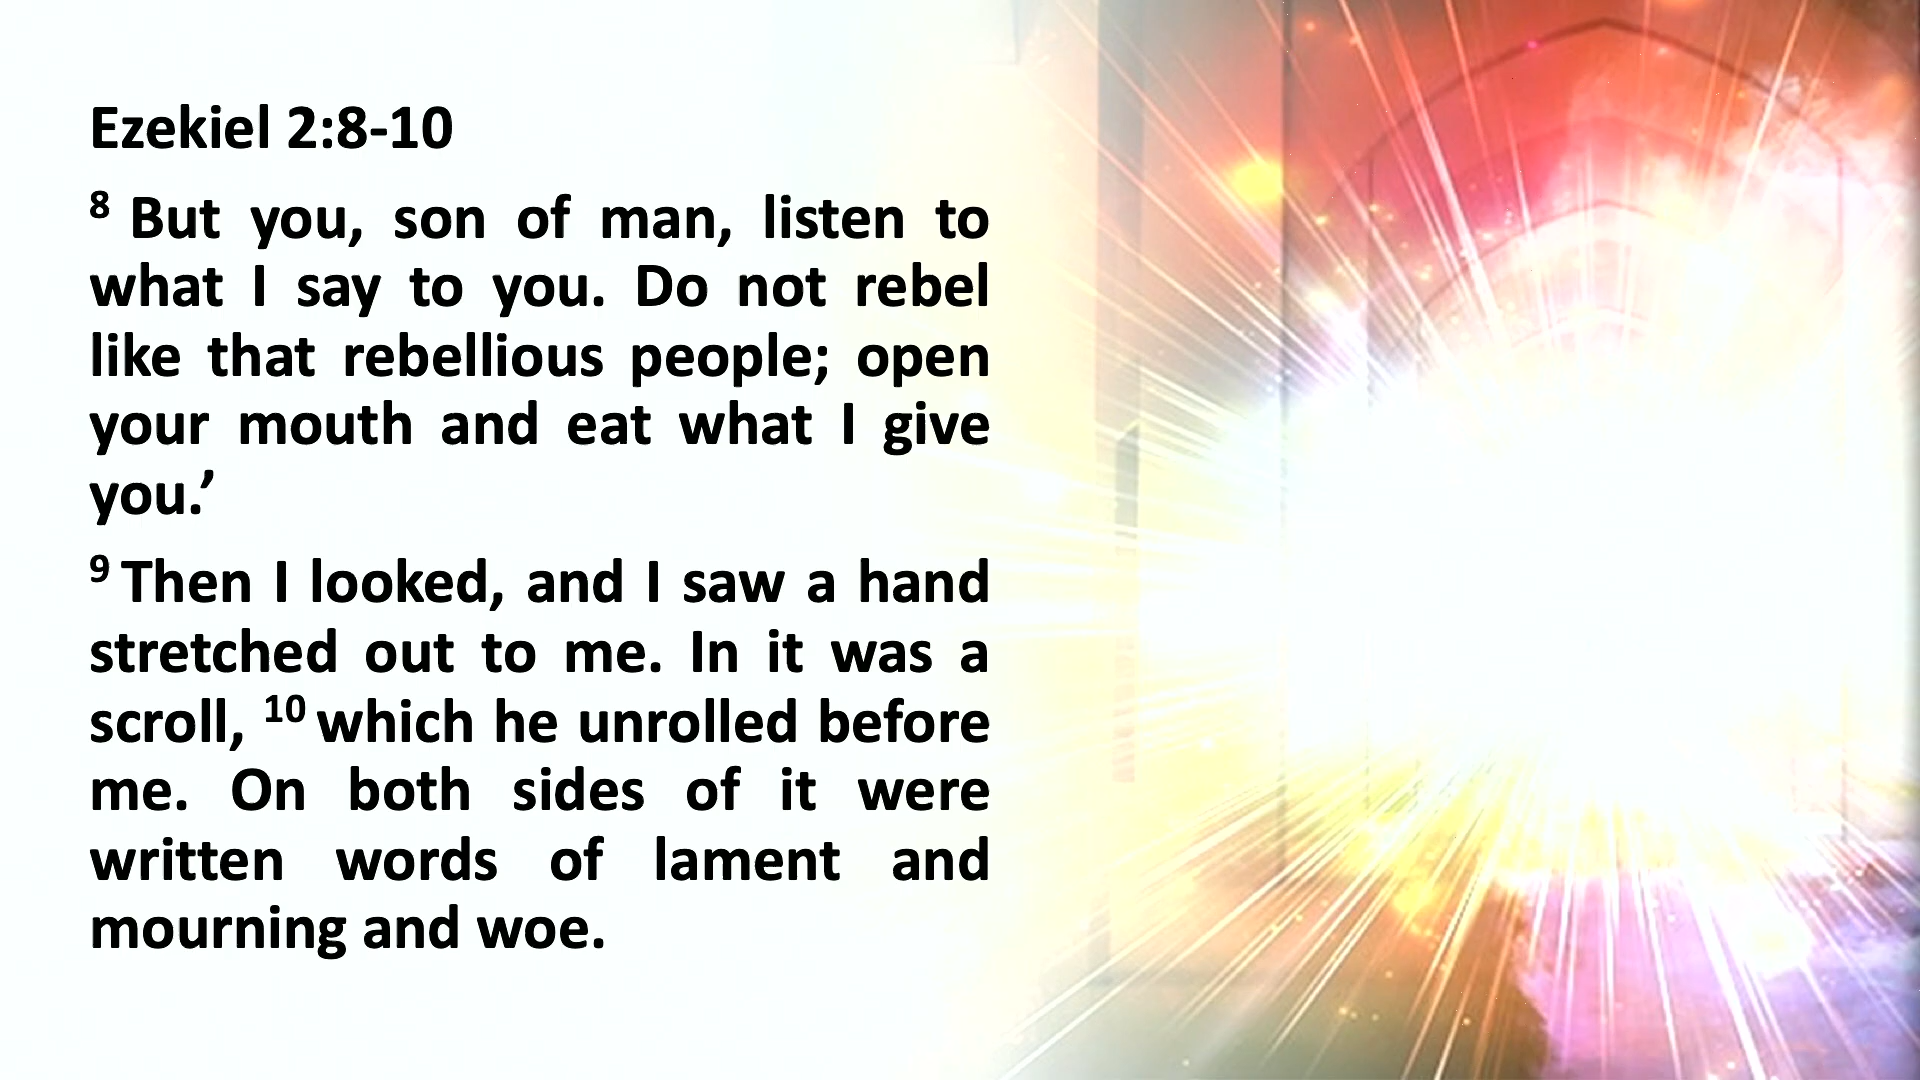 Ezekiel 2:8-10
⁸ But you, son of man, listen to
what I say to you. Do not rebel
like that rebellious people; open
your mouth and eat what I give
you.’
⁹ Then I looked, and I saw a hand
stretched out to me. In it was a
scroll, ¹⁰ which he unrolled before
me. On both sides of it were
written words of lament and
mourning and woe.